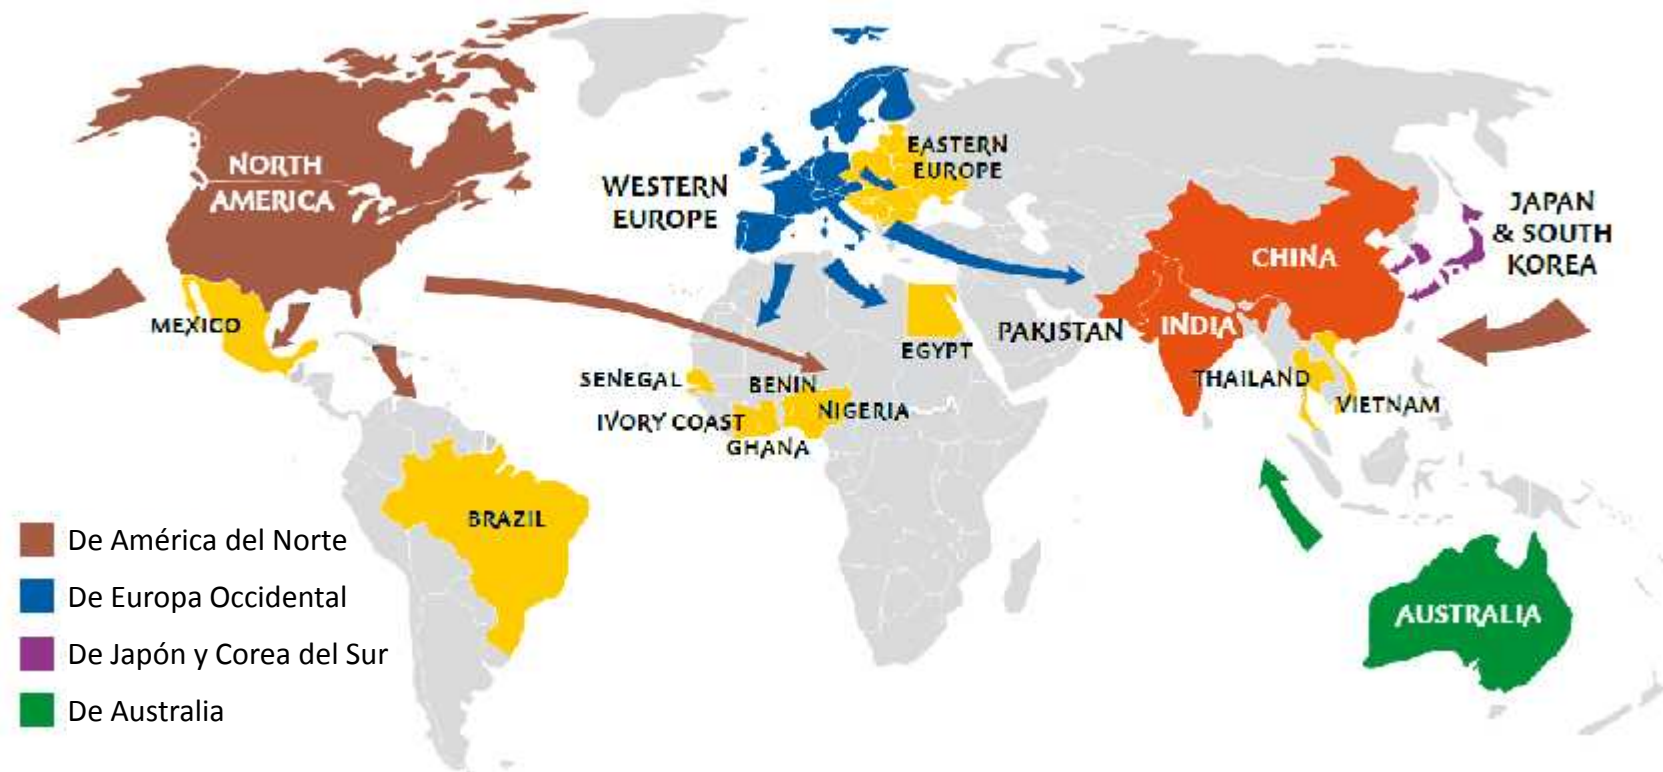 NORTH
AMERICA
WESTERN
EUROPE
EASTERN
EUROPE
JAPAN
& SOUTH
KOREA
CHINA
MEXICO
PAKISTAN
INDIA
EGYPT
SENEGAL
BENIN
THAILAND
IVORY COAST
NIGERIA
VIETNAM
GHANA
BRAZIL
AUSTRALIA
De América del Norte
De Europa Occidental
De Japón y Corea del Sur
De Australia